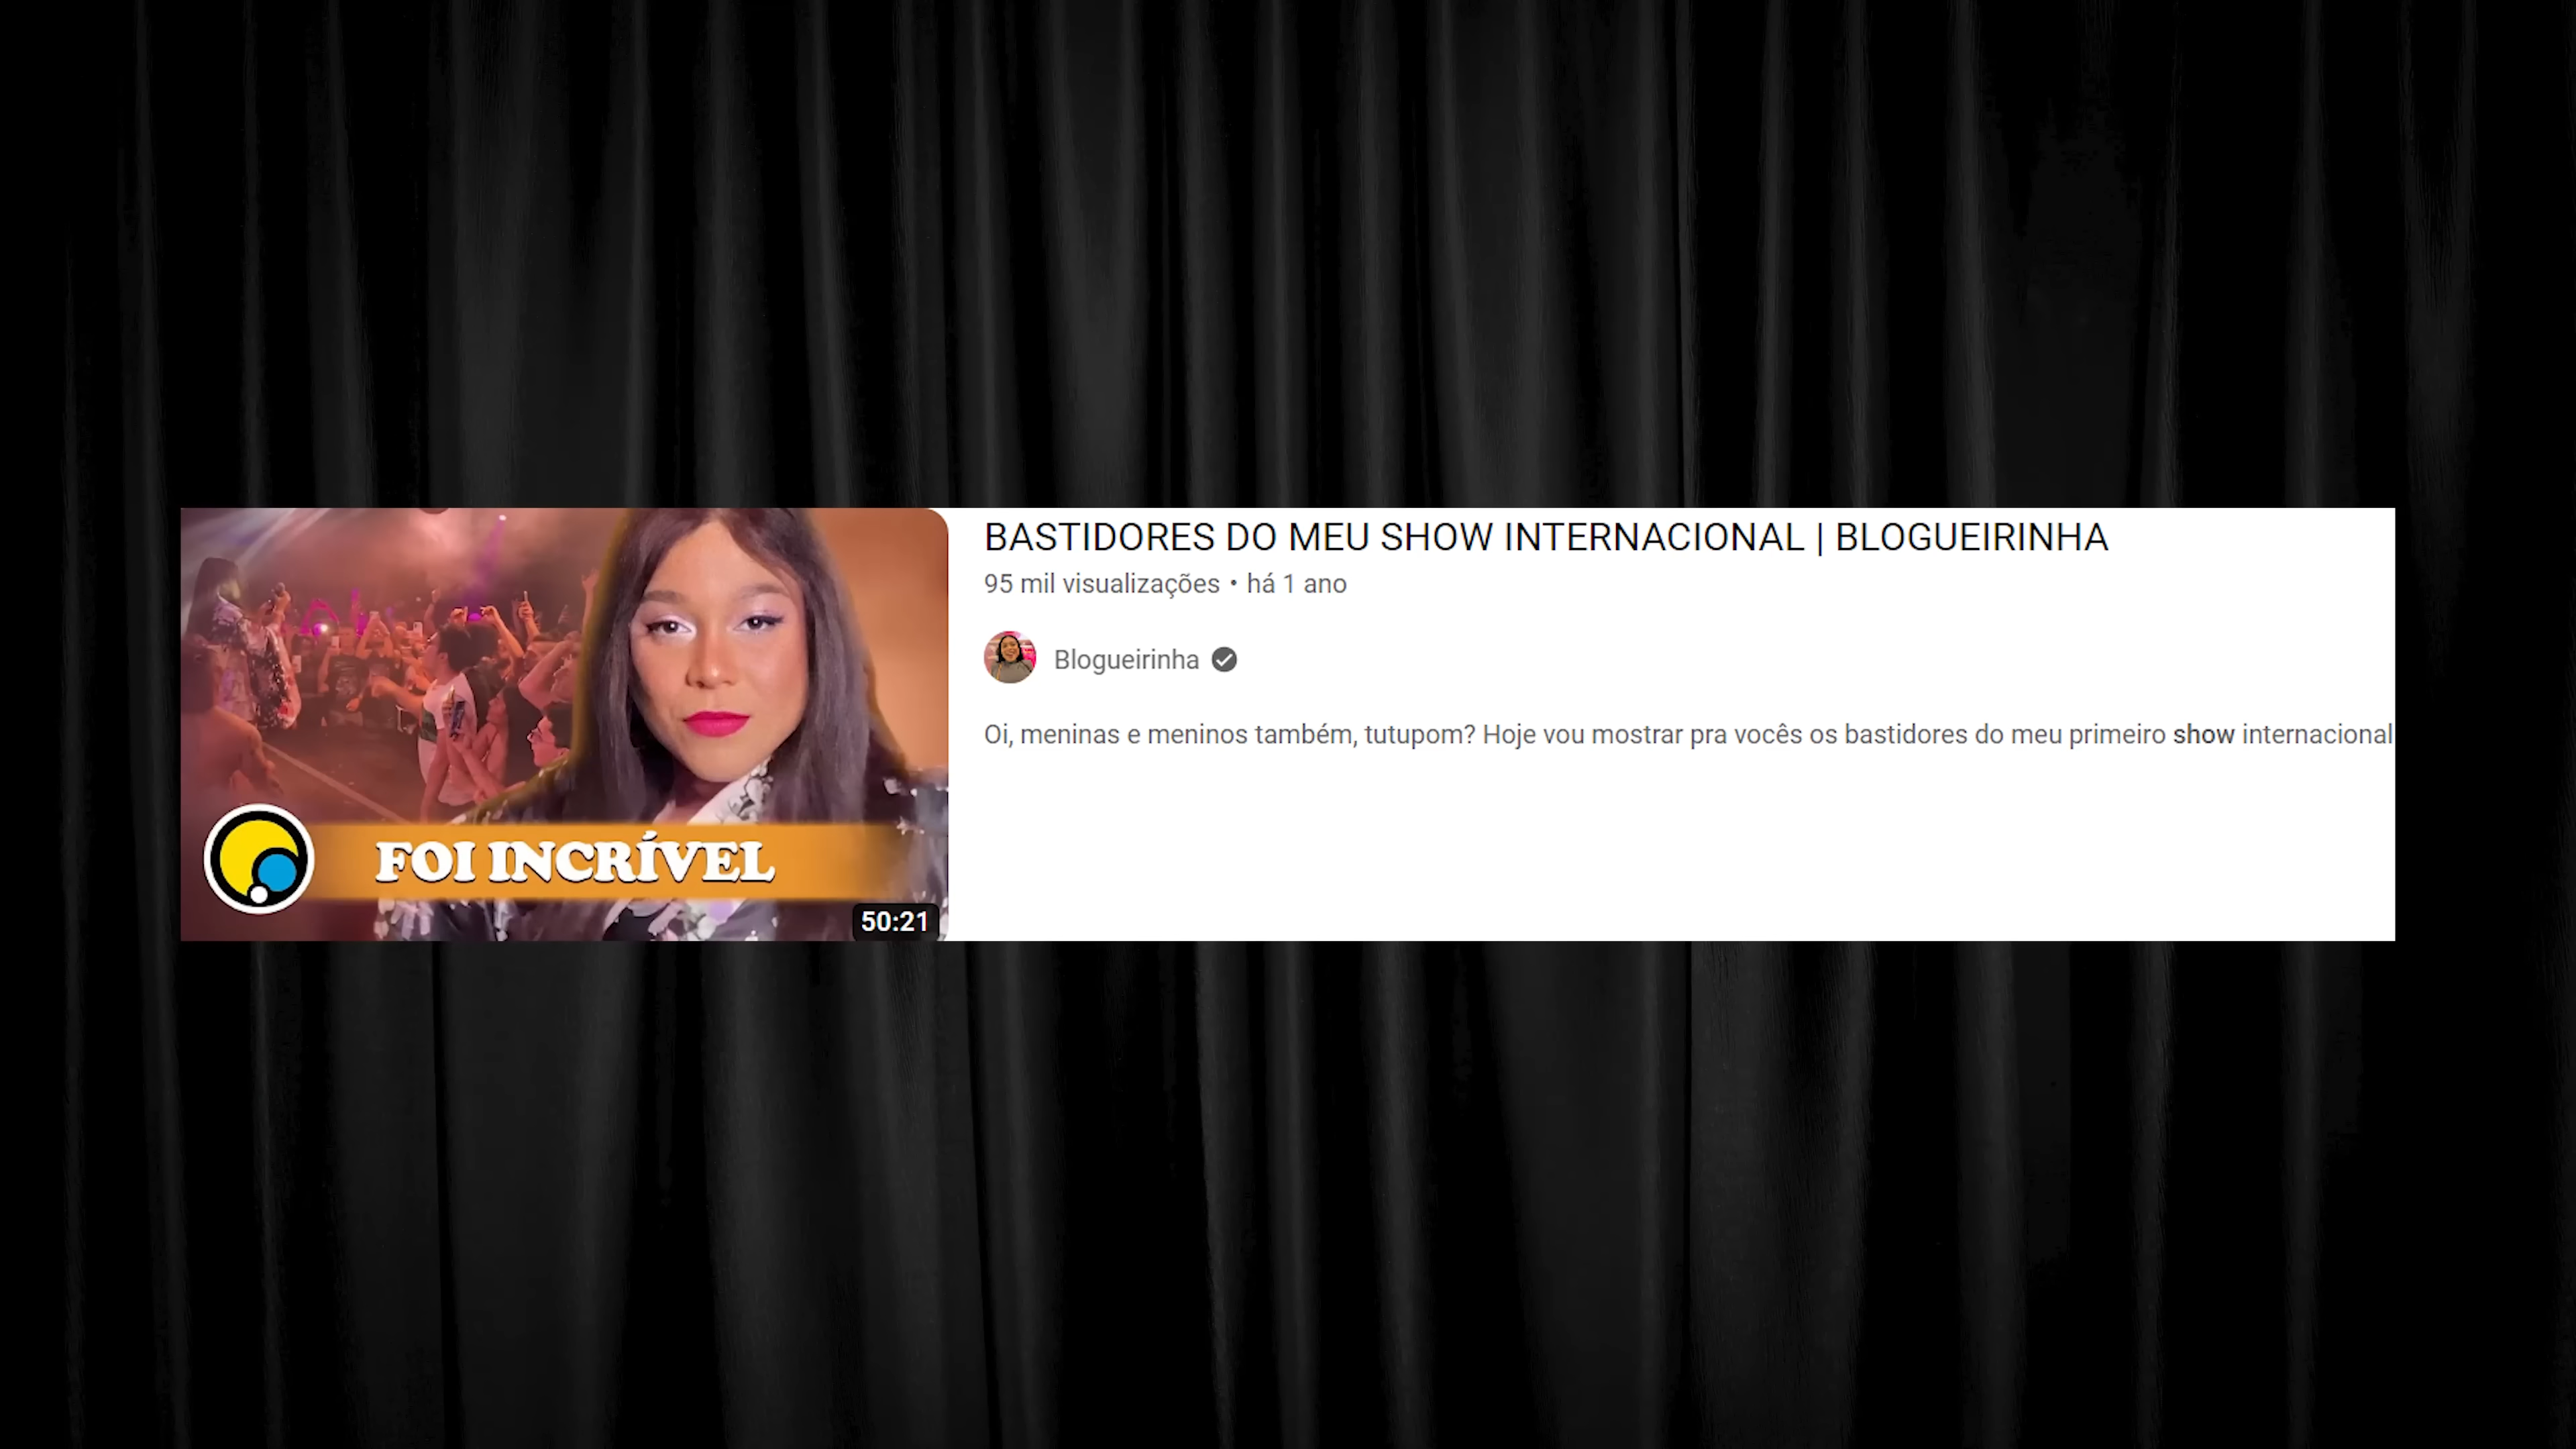 BASTIDORES DO MEU SHOW INTERNACIONAL | BLOGUEIRINHA
95 mil visualizações • há 1 ano
Blogueirinha
Oi, meninas e meninos também, tutupom? Hoje vou mostrar pra vocês os bastidores do meu primeiro show internacional
FOI INCRÍVEL
50:21